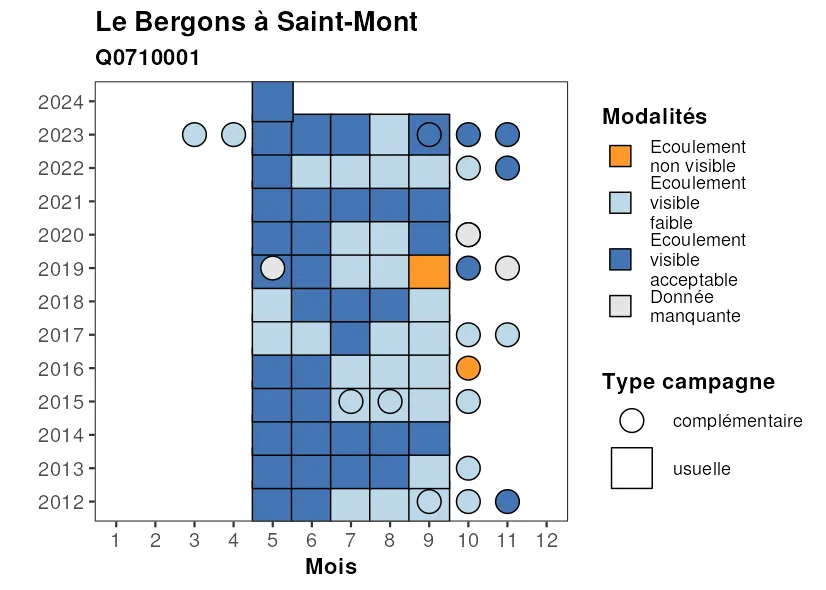 Le Bergons à Saint-Mont
Q0710001
2024
2023
2022
2021
2020
2019
2018
2017
2016
2015
2014
2013
2012
1 2 3 4 5 6 7 8 9 10 11 12
Mois
Modalités
Ecoulement
non visible
Ecoulement
visible
faible
Ecoulement
visible
acceptable
Donnée
manquante
Type campagne
complémentaire
usuelle